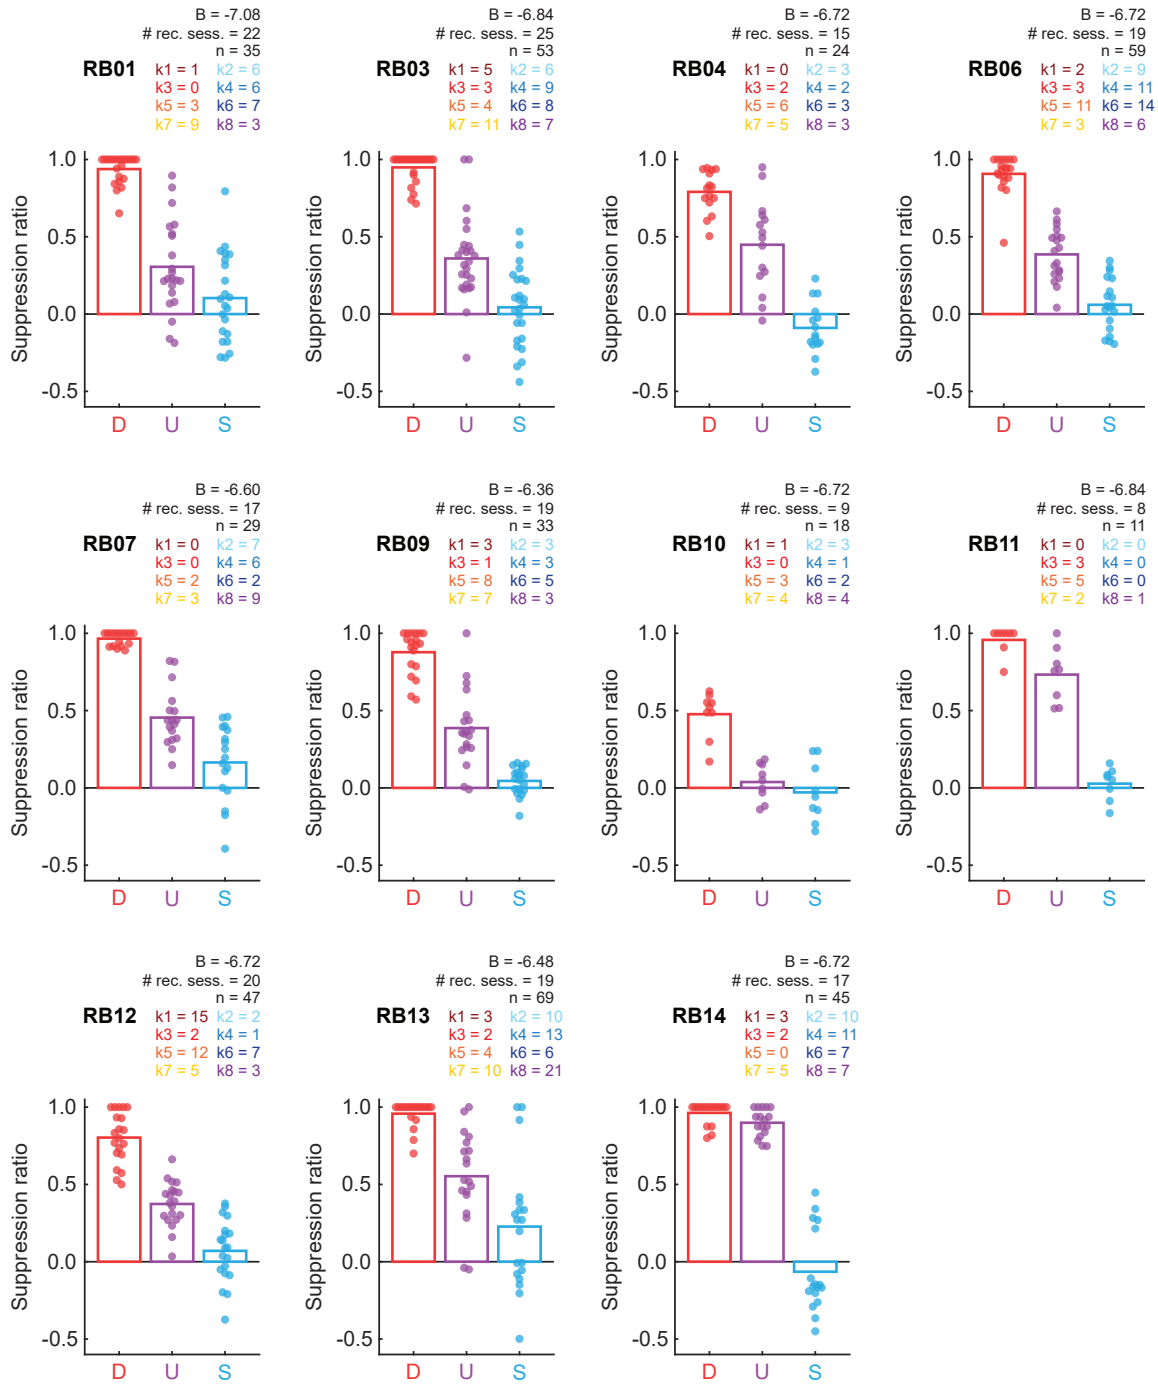 B = -7.08
# rec. sess. = 22
n = 35
RB01
k1 = 1 k2 = 6
k3 = 0 k4 = 6
k5 = 3 k6 = 7
k7 = 9 k8 = 3
Suppression ratio
1.0
0.5
0.0
-0.5
D U S
B = -6.84
# rec. sess. = 25
n = 53
RB03
k1 = 5 k2 = 6
k3 = 3 k4 = 9
k5 = 4 k6 = 8
k7 = 11 k8 = 7
Suppression ratio
1.0
0.5
0.0
-0.5
D U S
B = -6.72
# rec. sess. = 15
n = 24
RB04
k1 = 0 k2 = 3
k3 = 2 k4 = 2
k5 = 6 k6 = 3
k7 = 5 k8 = 3
Suppression ratio
1.0
0.5
0.0
-0.5
D U S
B = -6.72
# rec. sess. = 19
n = 59
RB06
k1 = 2 k2 = 9
k3 = 3 k4 = 11
k5 = 11 k6 = 14
k7 = 3 k8 = 6
Suppression ratio
1.0
0.5
0.0
-0.5
D U S
B = -6.60
# rec. sess. = 17
n = 29
RB07
k1 = 0 k2 = 7
k3 = 0 k4 = 6
k5 = 2 k6 = 2
k7 = 3 k8 = 9
Suppression ratio
1.0
0.5
0.0
-0.5
D U S
B = -6.36
# rec. sess. = 19
n = 33
RB09
k1 = 3 k2 = 3
k3 = 1 k4 = 3
k5 = 8 k6 = 5
k7 = 7 k8 = 3
Suppression ratio
1.0
0.5
0.0
-0.5
D U S
B = -6.72
# rec. sess. = 9
n = 18
RB10
k1 = 1 k2 = 3
k3 = 0 k4 = 1
k5 = 3 k6 = 2
k7 = 4 k8 = 4
Suppression ratio
1.0
0.5
0.0
-0.5
D U S
B = -6.84
# rec. sess. = 8
n = 11
RB11
k1 = 0 k2 = 0
k3 = 3 k4 = 0
k5 = 5 k6 = 0
k7 = 2 k8 = 1
Suppression ratio
1.0
0.5
0.0
-0.5
D U S
B = -6.72
# rec. sess. = 20
n = 47
RB12
k1 = 15 k2 = 2
k3 = 2 k4 = 1
k5 = 12 k6 = 7
k7 = 5 k8 = 3
Suppression ratio
1.0
0.5
0.0
-0.5
D U S
B = -6.48
# rec. sess. = 19
n = 69
RB13
k1 = 3 k2 = 10
k3 = 2 k4 = 13
k5 = 4 k6 = 6
k7 = 10 k8 = 21
Suppression ratio
1.0
0.5
0.0
-0.5
D U S
B = -6.72
# rec. sess. = 17
n = 45
RB14
k1 = 3 k2 = 10
k3 = 2 k4 = 11
k5 = 0 k6 = 7
k7 = 5 k8 = 7
Suppression ratio
1.0
0.5
0.0
-0.5
D U S